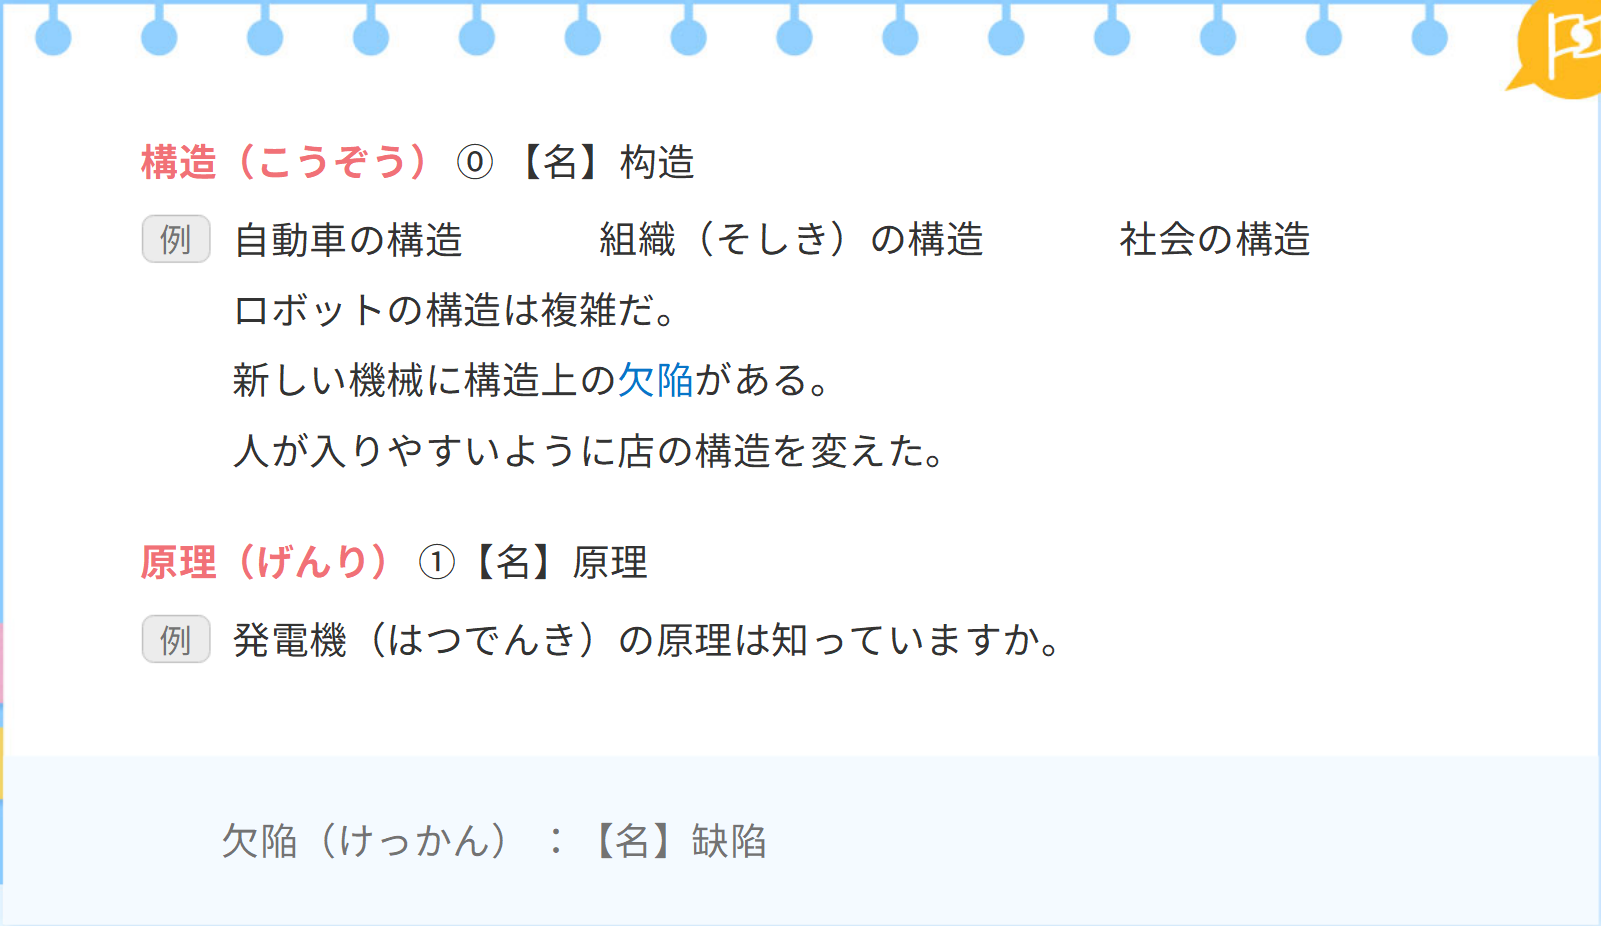 構造（こうぞう） ⓪ 【名】构造
例 自動車の構造 組織（そしき）の構造 社会の構造
ロボットの構造は複雑だ。
新しい機械に構造上の欠陥がある。
人が入りやすいように店の構造を変えた。
原理（げんり） ①【名】原理
例 発電機（はつでんき）の原理は知っていますか。
欠陥（けっかん） ：【名】缺陷